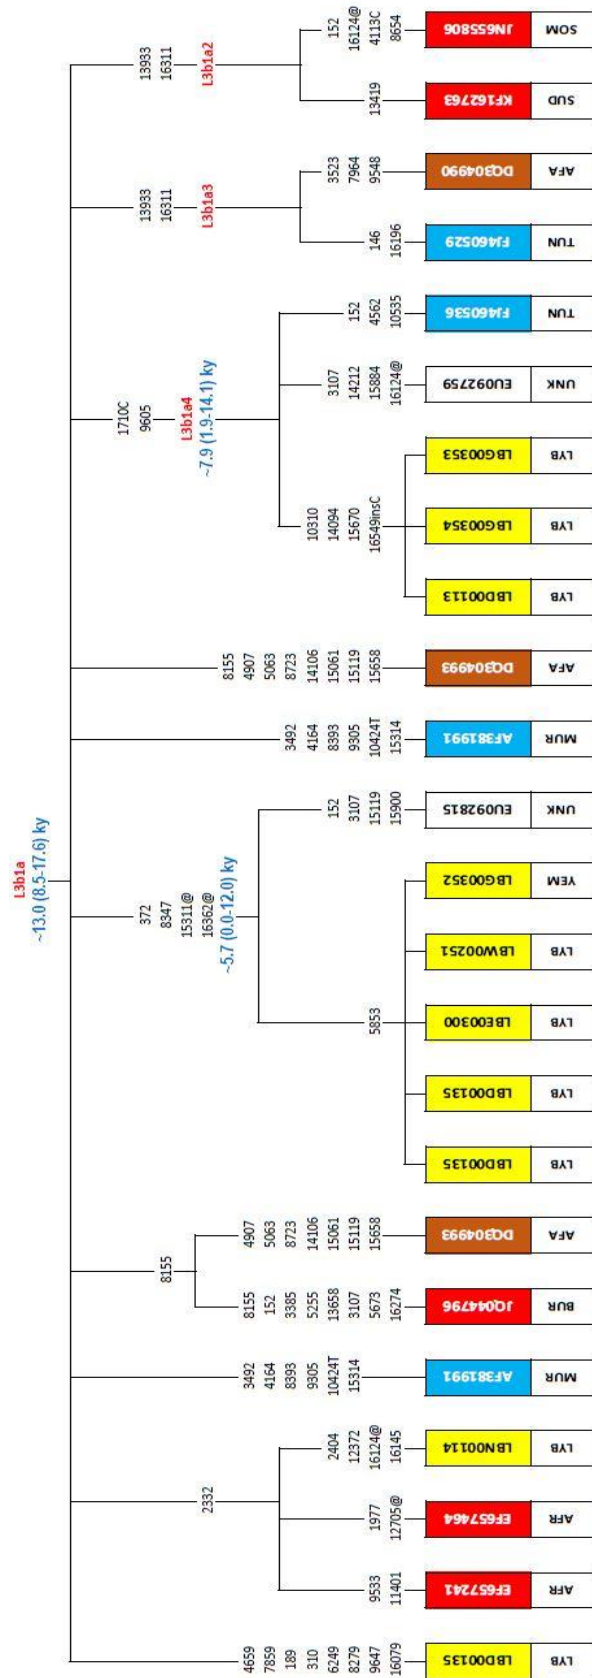 L3b1a
~13.0 (8.5-17.6) ky
13933
16311
L3b1a2
152
16124@
4113C
8654
JN655806
SOM
13419
KF162763
SUD
13933
16311
L3b1a3
3523
7964
9548
DQ304990
AFA
146
16196
FJ460529
TUN
1710C
9605
L3b1a4
~7.9 (1.9-14.1) ky
152
4562
10535
FJ460536
TUN
3107
14212
15884
16124@
EU092759
UNK
10310
14094
15670
16549insC
LBG00353
LYB
LBG00354
LYB
LBD00113
LYB
8155
4907
5063
8723
14106
15061
15119
15658
DQ304993
AFA
3492
4164
8393
9305
10424T
15314
AF381991
MUR
372
8347
15311@
16362@
~5.7 (0.0-12.0) ky
152
3107
15119
15900
EU092815
UNK
5853
LBG00352
YEM
LBW00251
LYB
LBE00300
LYB
LBD00135
LYB
LBD00135
LYB
8155
4907
5063
8723
14106
15061
15119
15658
DQ304993
AFA
8155
152
3385
5255
13658
3107
5673
16274
JQ044796
BUR
3492
4164
8393
9305
10424T
15314
AF381991
MUR
2332
2404
12372
16124@
16145
LBN00114
LYB
1977
12705@
EF657464
AFR
9533
11401
EF657241
AFR
4659
7859
189
310
6249
8279
9647
16079
LBD00135
LYB